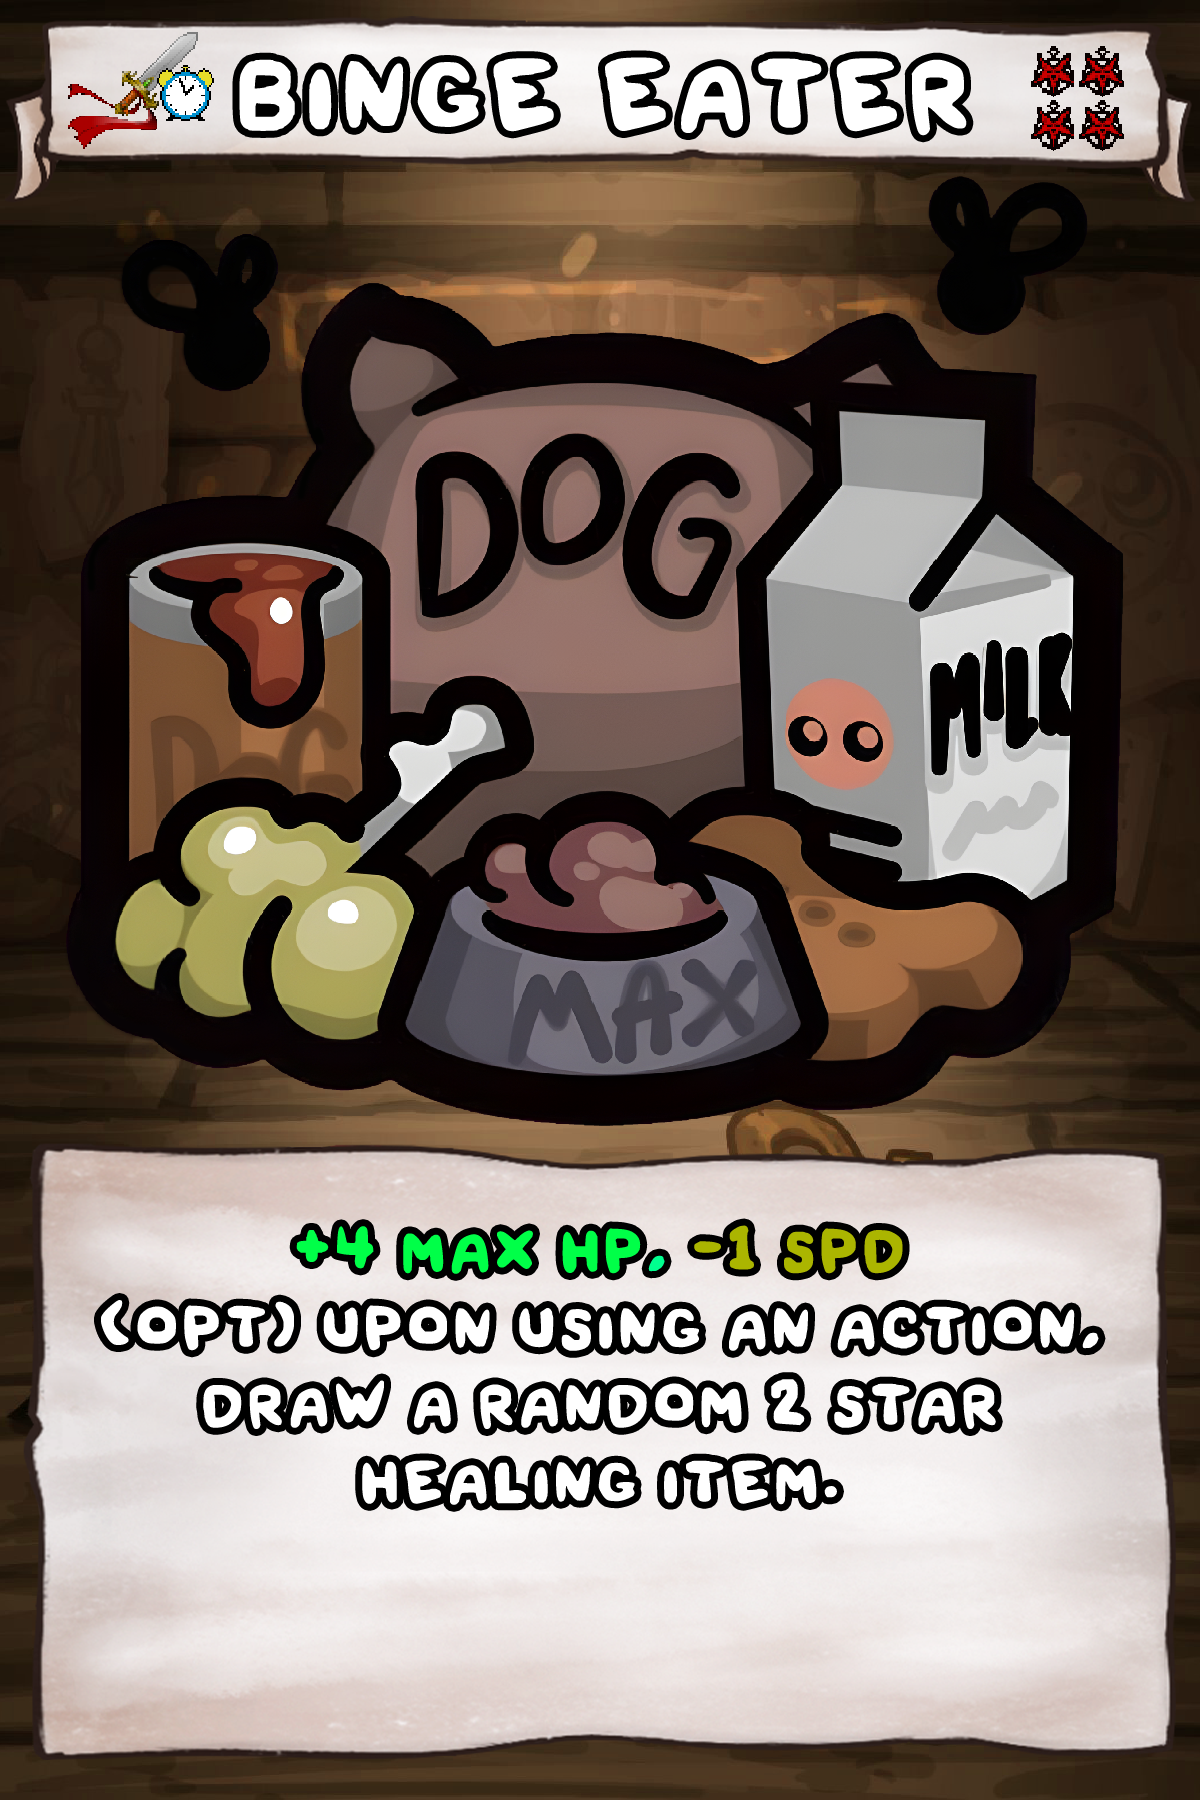 BINGE EATER
DOG
MILK
DOG
MAX
+4 MAX HP, -1 SPD
(OPT) UPON USING AN ACTION,
DRAW A RANDOM 2 STAR
HEALING ITEM.